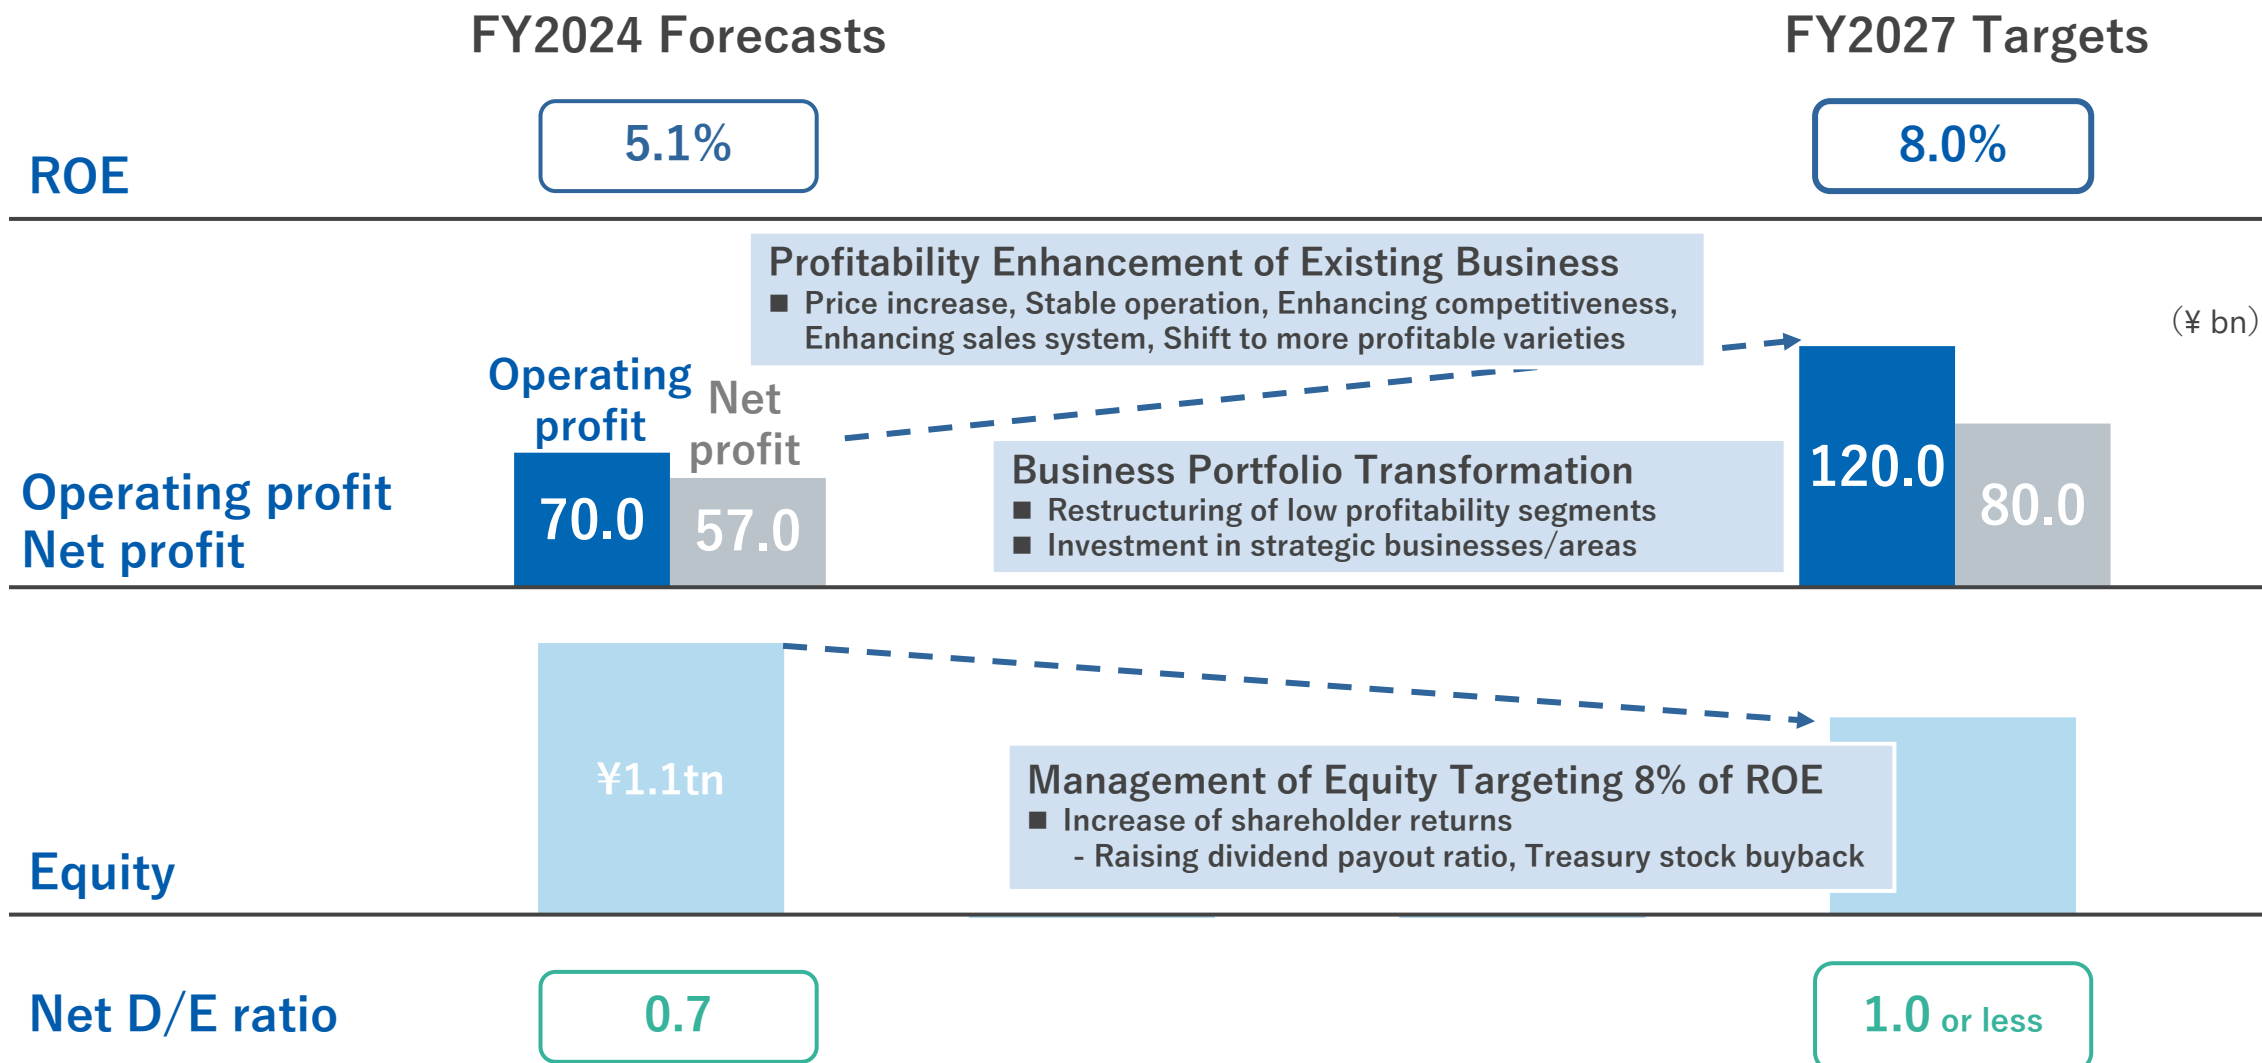 FY2024 Forecasts
FY2027 Targets
ROE
5.1%
8.0%
Profitability Enhancement of Existing Business
■ Price increase, Stable operation, Enhancing competitiveness,
Enhancing sales system, Shift to more profitable varieties
(¥ bn)
Operating
profit
Net
profit
Operating profit
Net profit
70.0
57.0
Business Portfolio Transformation
■ Restructuring of low profitability segments
■ Investment in strategic businesses/areas
120.0
80.0
Equity
¥1.1tn
Management of Equity Targeting 8% of ROE
■ Increase of shareholder returns
- Raising dividend payout ratio, Treasury stock buyback
Net D/E ratio
0.7
1.0 or less